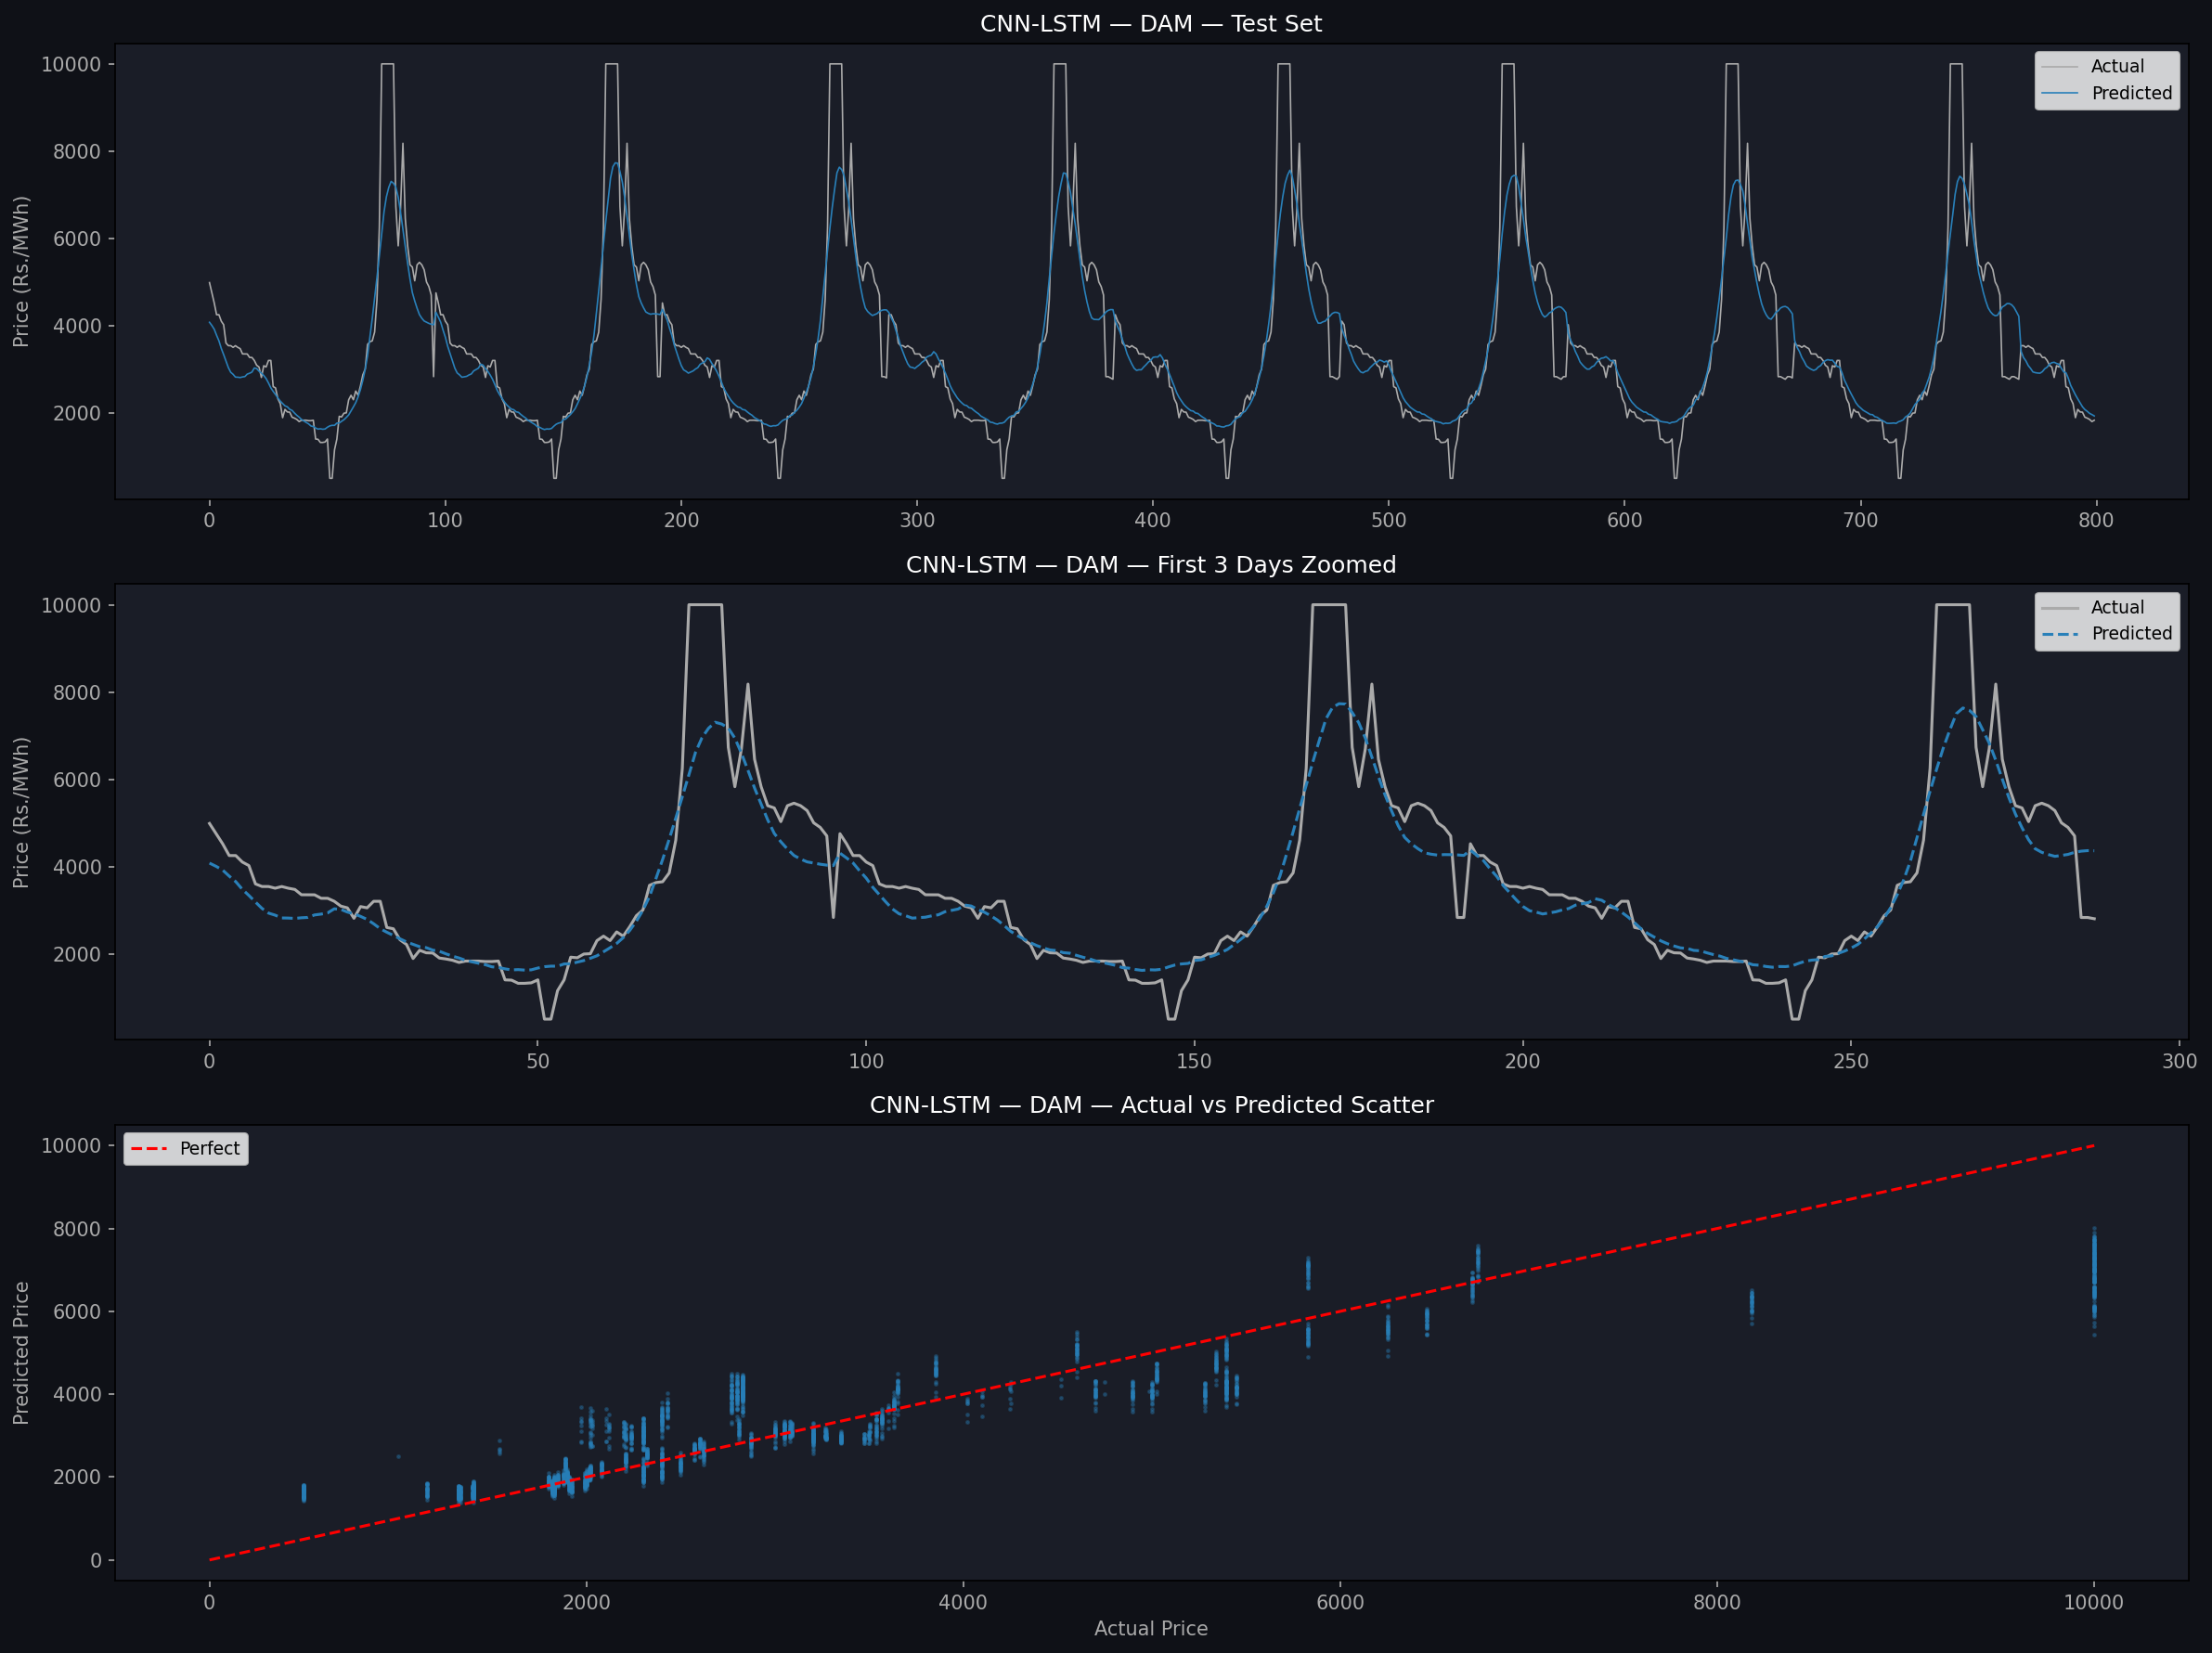 CNN-LSTM — DAM — Test Set
Price (Rs./MWh)
10000
8000
6000
4000
2000
Actual
Predicted
0 100 200 300 400 500 600 700 800
CNN-LSTM — DAM — First 3 Days Zoomed
Price (Rs./MWh)
10000
8000
6000
4000
2000
Actual
Predicted
0 50 100 150 200 250 300
CNN-LSTM — DAM — Actual vs Predicted Scatter
Predicted Price
10000
8000
6000
4000
2000
0
Perfect
0 2000 4000 6000 8000 10000
Actual Price